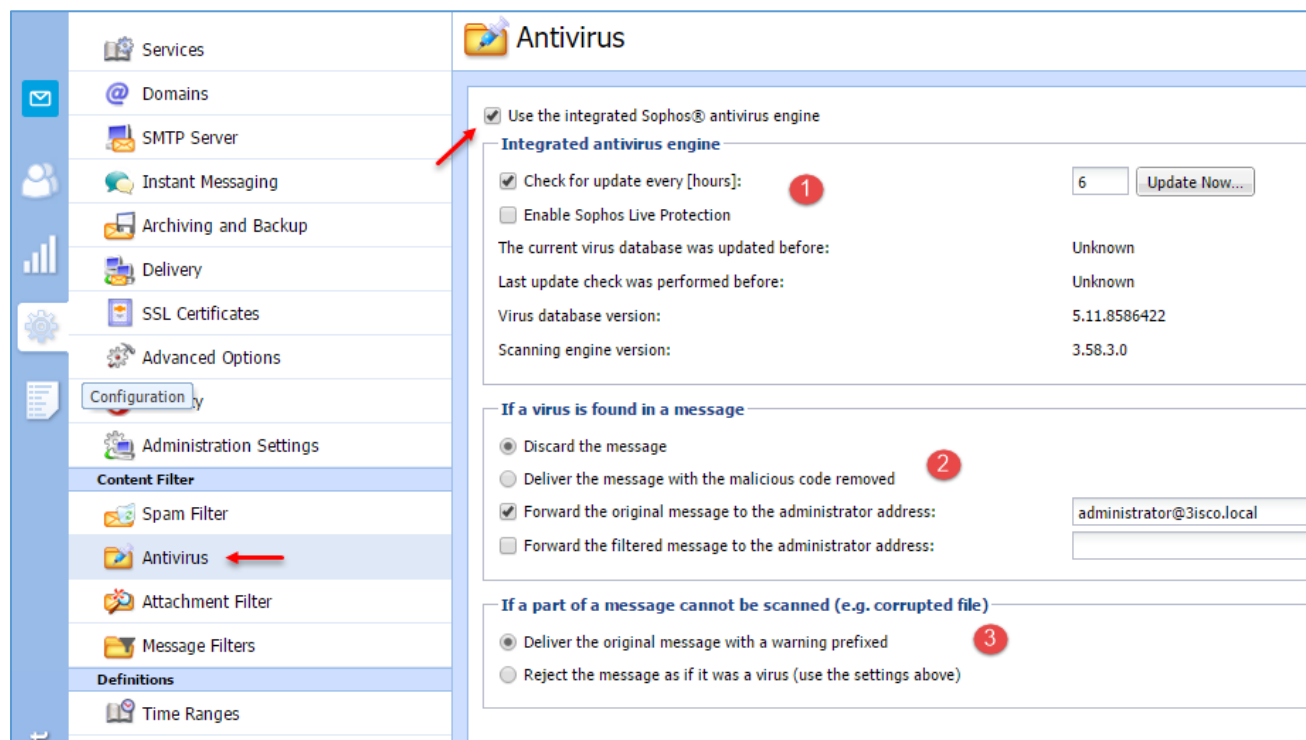 Services
Domains
SMTP Server
Instant Messaging
Archiving and Backup
Delivery
SSL Certificates
Advanced Options
Configuration
Administration Settings
Content Filter
Spam Filter
Antivirus
Attachment Filter
Message Filters
Definitions
Time Ranges
Antivirus
Use the integrated Sophos® antivirus engine
Integrated antivirus engine
Check for update every [hours]: 1 6 Update Now...
Enable Sophos Live Protection
The current virus database was updated before: Unknown
Last update check was performed before: Unknown
Virus database version: 5.11.8586422
Scanning engine version: 3.58.3.0
If a virus is found in a message
Discard the message
2
Deliver the message with the malicious code removed
Forward the original message to the administrator address: administrator@3isco.local
Forward the filtered message to the administrator address:
If a part of a message cannot be scanned (e.g. corrupted file)
Deliver the original message with a warning prefixed 3
Reject the message as if it was a virus (use the settings above)